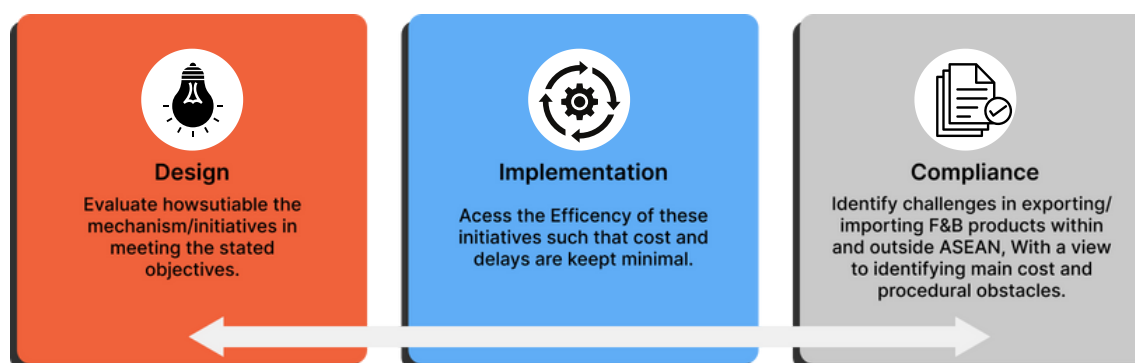 Design
Evaluate howsutiable the
mechanism/initiatives in
meeting the stated
objectives.
Implementation
Acess the Efficency of these
initiatives such that cost and
delays are keept minimal.
Compliance
Identify challenges in exporting/
importing F&B products within
and outside ASEAN, With a view
to identifying main cost and
procedural obstacles.